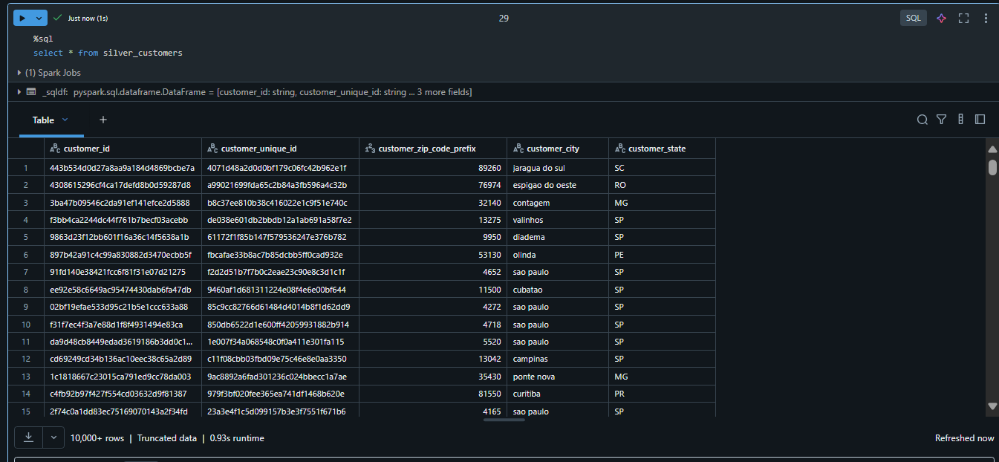 Just now (1s)
29
SQL
%sql
select * from silver_customers
(1) Spark Jobs
_sqldf: pyspark.sql.dataframe.DataFrame = [customer_id: string, customer_unique_id: string ... 3 more fields]
Table
customer_id customer_unique_id customer_zip_code_prefix customer_city customer_state
1 443b534d0d27a8aa9a184d4869bcbe7a 4071d48a2d0d0bf179c06fc42b962e1f 89260 jaragua do sul SC
2 4308615296cf4ca17defd8b0d59287d8 a99021699fda65c2b84a3fb596a4c32b 76974 espigao do oeste RO
3 3ba47b09546c2da91ef141efce2d5888 b8c37ee810b38c416022e1c9f51e740c 32140 contagem MG
4 f3bb4ca2244dc44f761b7becf03acebb de038e601db2bbdb12a1ab691a58f7e2 13275 valinhos SP
5 9863d23f12bb601f16a36c14f5638a1b 61172f1f85b147f579536247e376b782 9950 diadema SP
6 897b42a91c4c99a830882d3470ecbb5f fbcafae33b8ac7b85dcbb5ff0cad932e 53130 olinda PE
7 91fd140e38421fcc6f81f31e07d21275 f2d2d51b7f7b0c2eae23c90e8c3d1c1f 4652 sao paulo SP
8 ee92e58c6649ac95474430dab6fa47db 9460af1d681311224e08f4e6e00bf644 11500 cubatao SP
9 02bf19efae533d95c21b5e1ccc633a88 85c9cc82766d61484d4014b8f1d62dd9 4272 sao paulo SP
10 f31f7ec4f3a7e88d1f8f4931494e83ca 850db6522d1e600ff42059931882b914 4718 sao paulo SP
11 da9d48cb8449edad3619186b3dd0c1... 1e007f34a068548c0f0a411e301fa115 5520 sao paulo SP
12 cd69249cd34b136ac10eec38c65a2d89 c11f08cbb03fbd09e75c46e8e0aa3350 13042 campinas SP
13 1c1818667c23015ca791ed9cc78da003 9ac8892a6fad301236c024bbecc1a7ae 35430 ponte nova MG
14 c4fb92b97f427f554cd03632d9f81387 979f3bf020fee365ea741df1468b620e 81550 curitiba PR
15 2f74c0a1dd83ec75169070143a2f34fd 23a3e4f1c5d099157b3e3f7551f671b6 4165 sao paulo SP
10,000+ rows | Truncated data | 0.93s runtime
Refreshed now